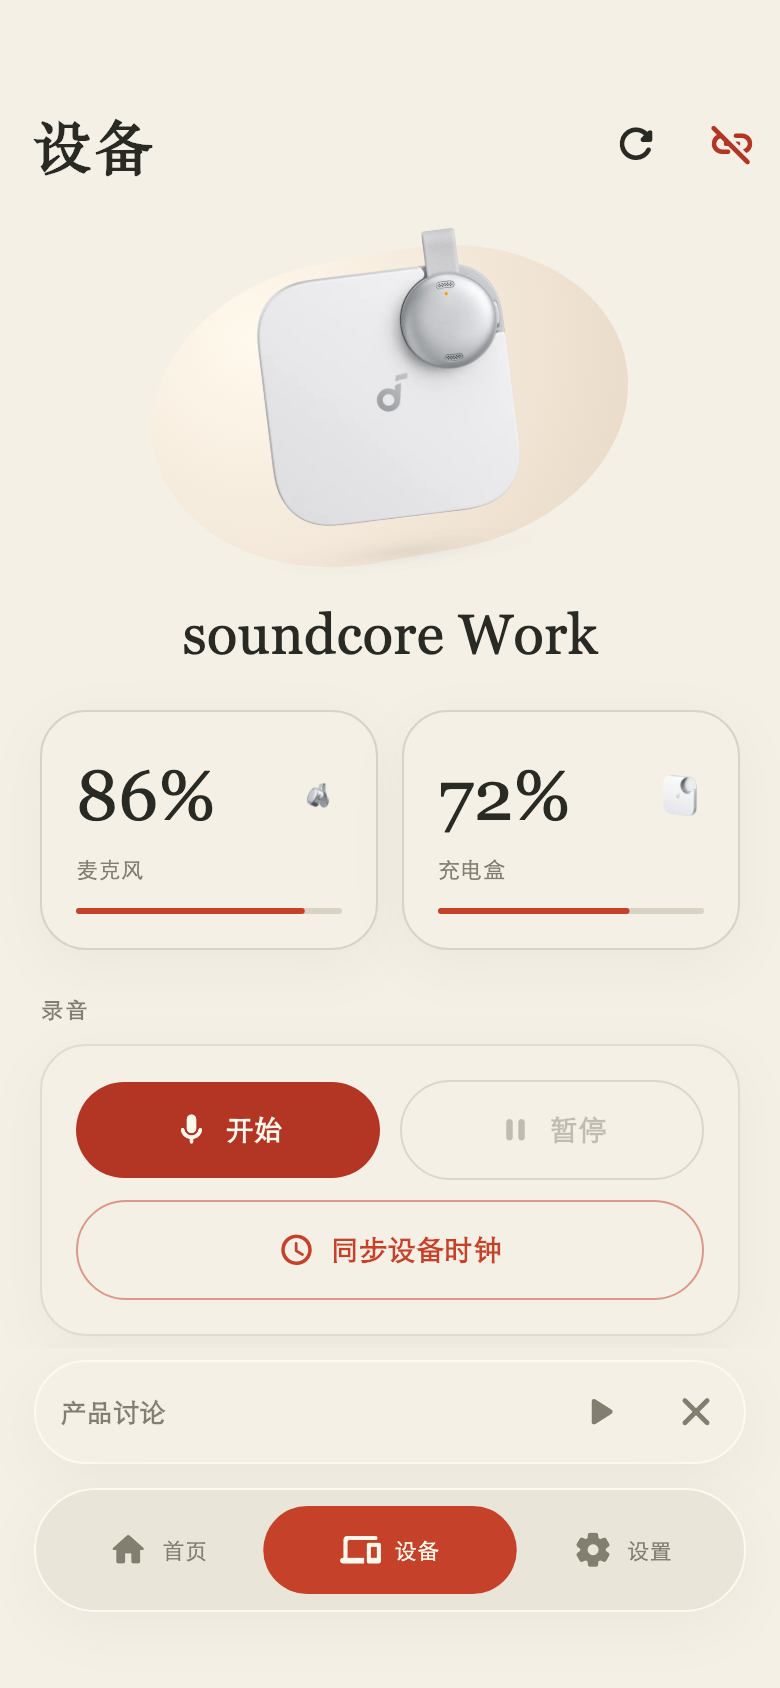 设备
soundcore Work
86%
72%
麦克风
充电盒
录音
开始
暂停
同步设备时钟
产品讨论
首页
设备
设置